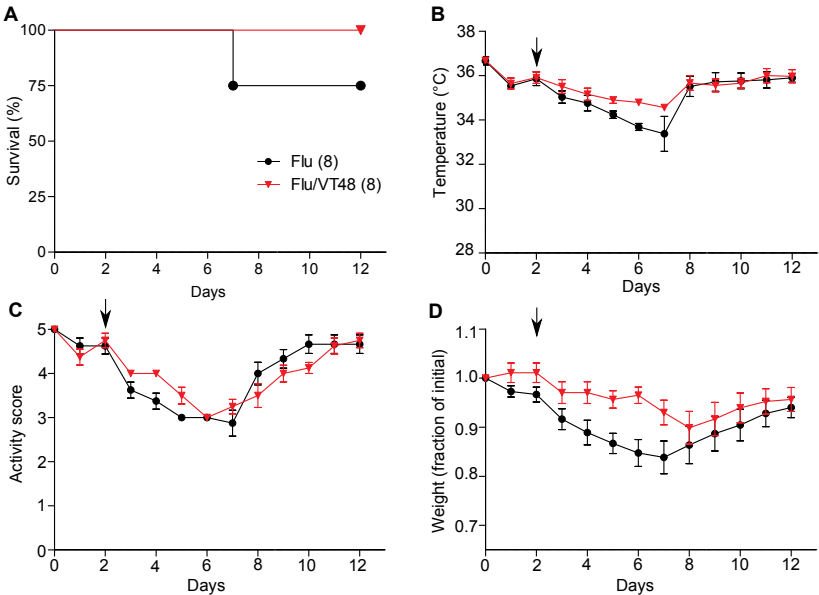 A
Survival (%)
100
75
50
25
0
Flu (8)
Flu/VT48 (8)
0 2 4 6 8 10 12
Days
B
Temperature (°C)
38
36
34
32
30
28
0 2 4 6 8 10 12
Days
C
Activity score
5
4
3
2
1
0
0 2 4 6 8 10 12
Days
D
Weight (fraction of initial)
1.1
1.0
0.9
0.8
0.7
0 2 4 6 8 10 12
Days